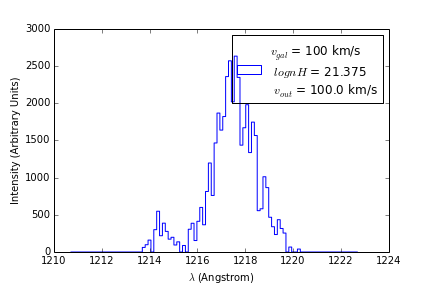 3000
2500
2000
1500
1000
500
0
Intensity (Arbitrary Units)
v_gal = 100 km/s
lognH = 21.375
v_out = 100.0 km/s
1210 1212 1214 1216 1218 1220 1222 1224
λ (Angstrom)